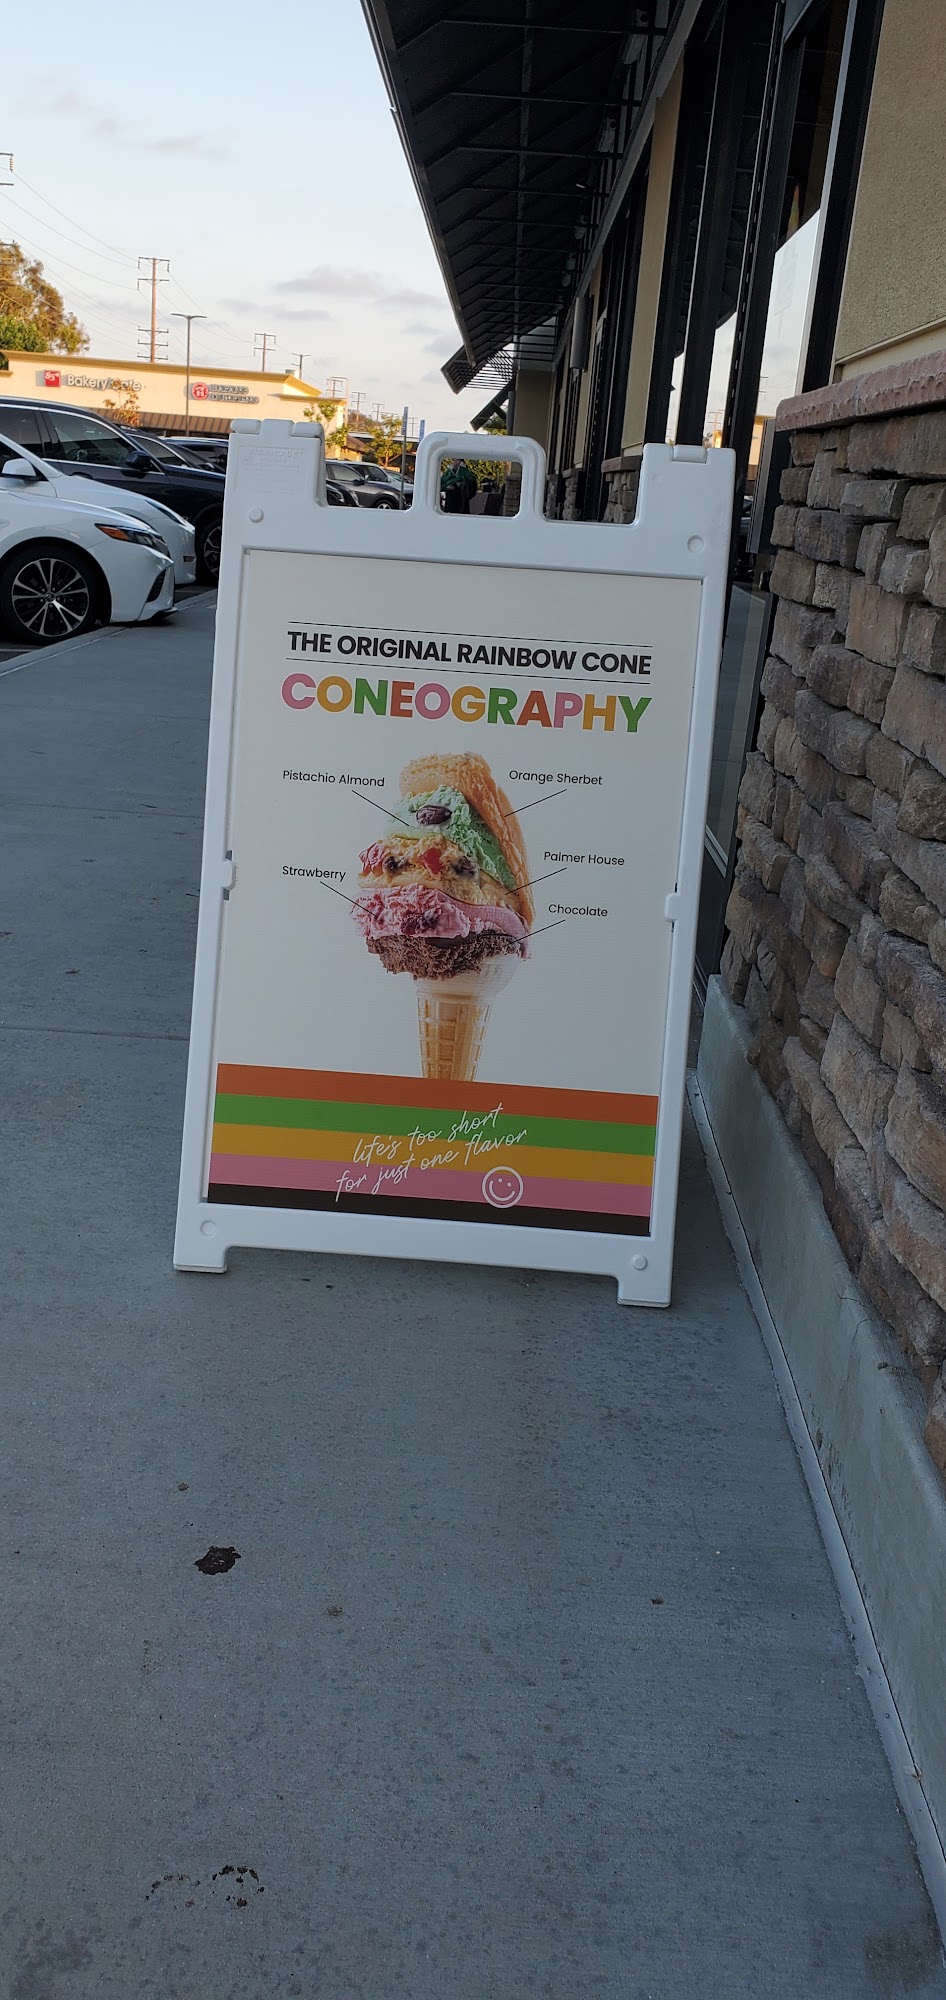 85°
Bakery Cafe
THE ORIGINAL RAINBOW CONE
CONEOGRAPHY
Pistachio Almond
Orange Sherbet
Palmer House
Strawberry
Chocolate
life's too short
for just one flavor